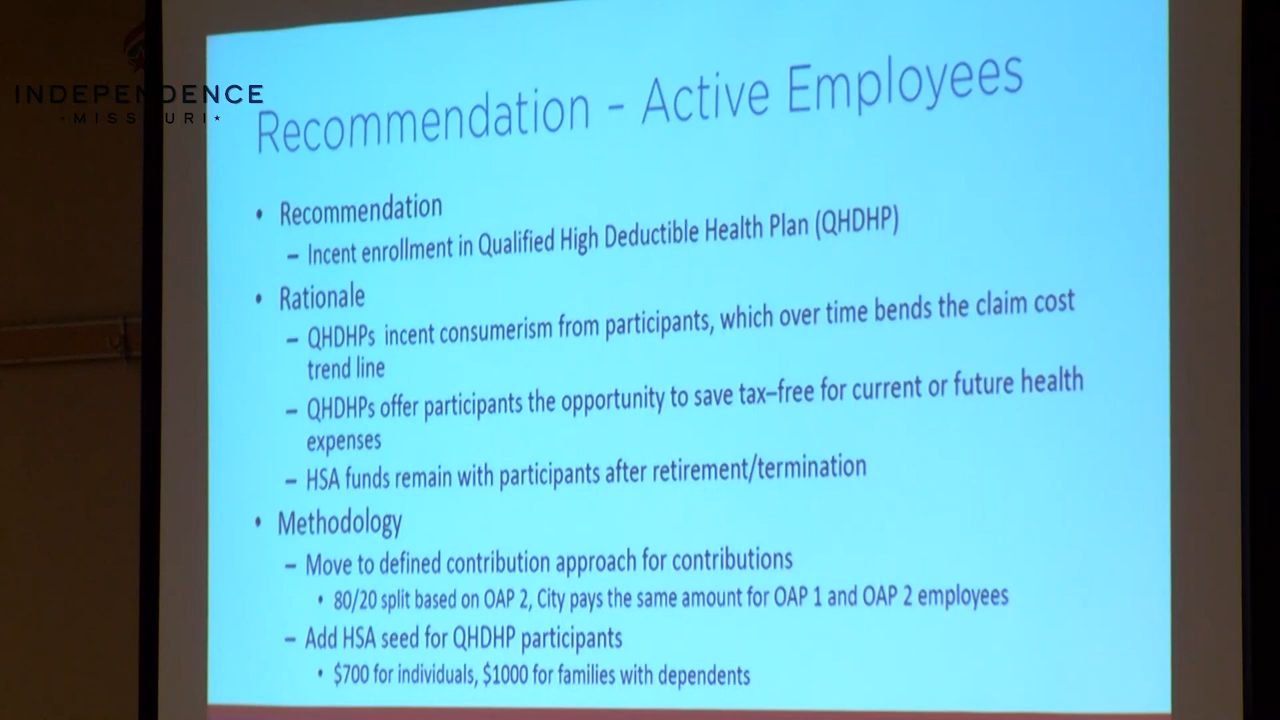 INDEPENDENCE
MISSOURI
Recommendation – Active Employees
• Recommendation
– Incent enrollment in Qualified High Deductible Health Plan (QHDHP)
• Rationale
– QHDHPs incent consumerism from participants, which over time bends the claim cost
trend line
– QHDHPs offer participants the opportunity to save tax–free for current or future health
expenses
– HSA funds remain with participants after retirement/termination
• Methodology
– Move to defined contribution approach for contributions
• 80/20 split based on OAP 2, City pays the same amount for OAP 1 and OAP 2 employees
– Add HSA seed for QHDHP participants
• $700 for individuals, $1000 for families with dependents